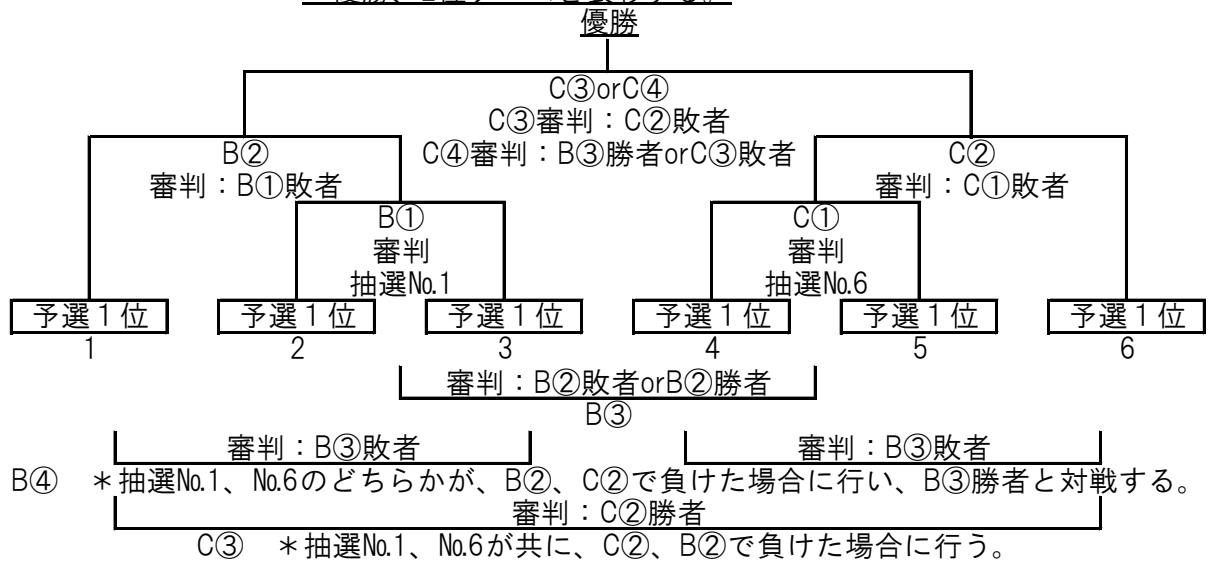 優勝
C③orC④
C③審判：C②敗者
B②
C④審判：B③勝者orC③敗者
C②
審判：B①敗者
審判：C①敗者
B①
C①
審判
審判
抽選№1
抽選№6
予選１位
予選１位
予選１位
予選１位
予選１位
予選１位
1
2
3
4
5
6
審判：B②敗者orB②勝者
B③
審判：B③敗者
審判：B③敗者
B④　＊抽選№1、№6のどちらかが、B②、C②で負けた場合に行い、B③勝者と対戦する。
審判：C②勝者
C③　＊抽選№1、№6が共に、C②、B②で負けた場合に行う。